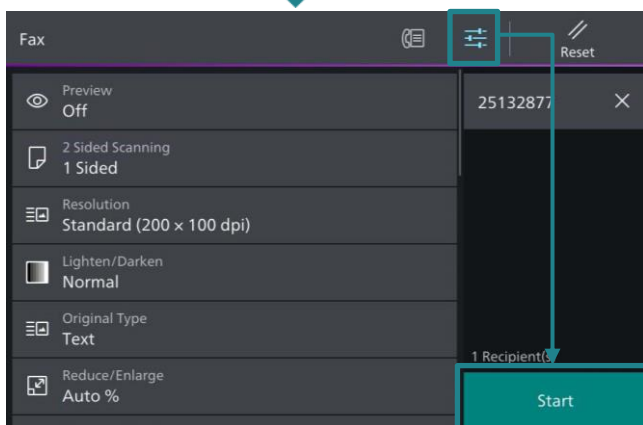 Fax
Reset
Preview
Off
25132877
2 Sided Scanning
1 Sided
Resolution
Standard (200 × 100 dpi)
Lighten/Darken
Normal
Original Type
Text
1 Recipient(s)
Reduce/Enlarge
Auto %
Start